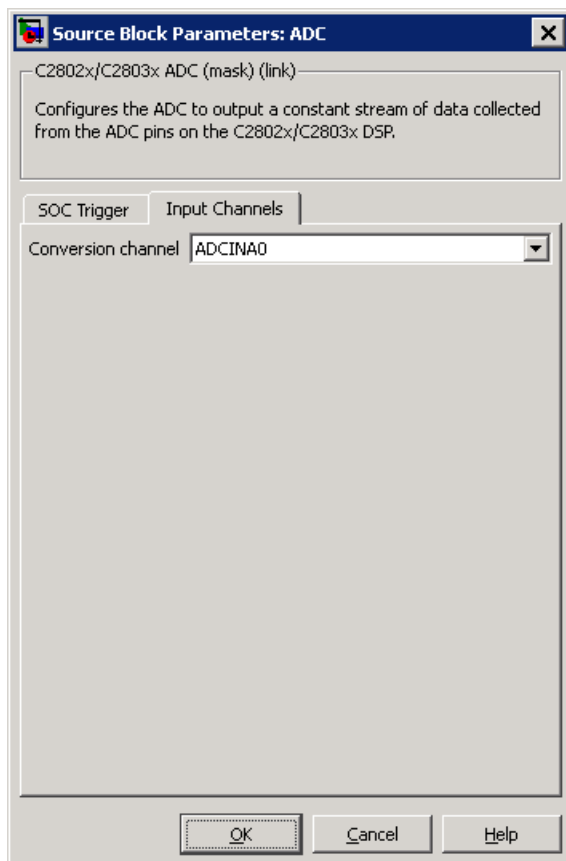 Source Block Parameters: ADC
C2802x/C2803x ADC (mask) (link)
Configures the ADC to output a constant stream of data collected
from the ADC pins on the C2802x/C2803x DSP.
SOC Trigger Input Channels
Conversion channel ADCINA0
OK Cancel Help